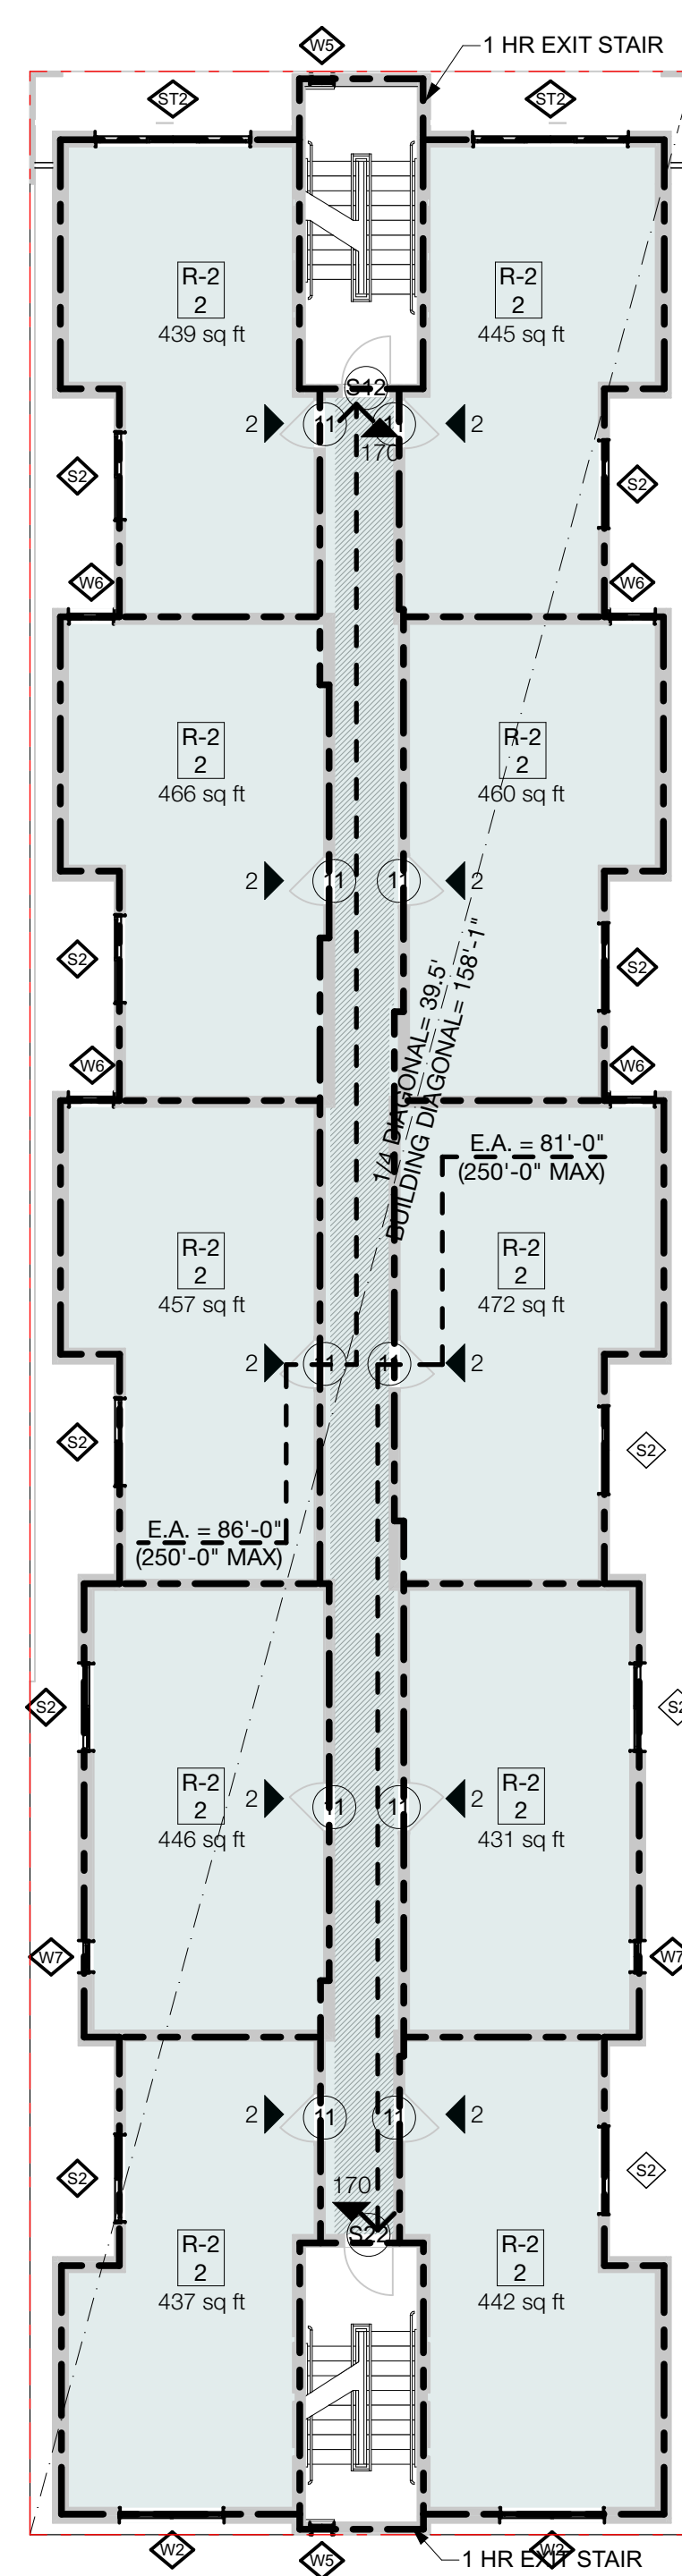 W5
1 HR EXIT STAIR
ST2
ST2
R-2
2
439 sq ft
R-2
2
445 sq ft
S12
2
11
11
2
170
S2
S2
W6
W6
R-2
2
466 sq ft
R-2
2
460 sq ft
2
11
11
2
S2
S2
1/4 DIAGONAL= 39.5'
BUILDING DIAGONAL= 158'-1"
W6
W6
E.A. = 81'-0"
(250'-0" MAX)
R-2
2
457 sq ft
R-2
2
472 sq ft
2
11
11
2
S2
S2
E.A. = 86'-0"
(250'-0" MAX)
S2
S2
R-2
2
446 sq ft
R-2
2
431 sq ft
2
11
11
2
W7
W7
2
11
11
2
S2
S2
170
S22
R-2
2
437 sq ft
R-2
2
442 sq ft
W2
W5
1 HR EXIT STAIR
W2